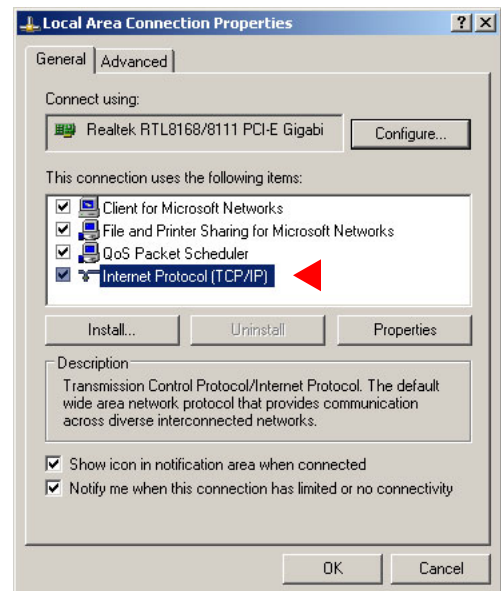 Local Area Connection Properties
General
Advanced
Connect using:
Realtek RTL8168/8111 PCI-E Gigabi
Configure...
This connection uses the following items:
Client for Microsoft Networks
File and Printer Sharing for Microsoft Networks
QoS Packet Scheduler
Internet Protocol (TCP/IP)
Install...
Uninstall
Properties
Description
Transmission Control Protocol/Internet Protocol. The default
wide area network protocol that provides communication
across diverse interconnected networks.
Show icon in notification area when connected
Notify me when this connection has limited or no connectivity
OK
Cancel